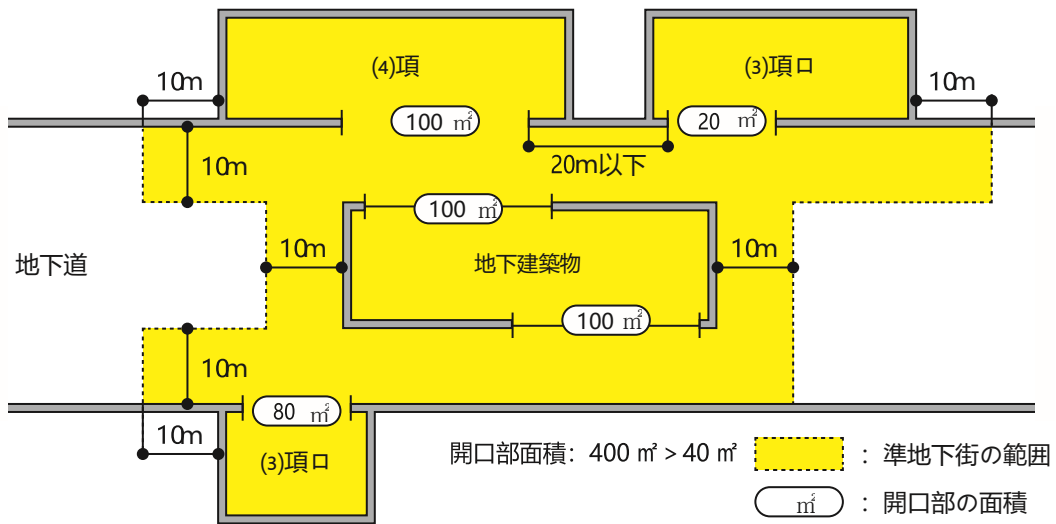 (4)項
(3)項ロ
10m
10m
100 ㎡
20 ㎡
10m
20m以下
100 ㎡
地下道
10m
地下建築物
10m
100 ㎡
10m
80 ㎡
10m
(3)項ロ
開口部面積：400 ㎡ > 40 ㎡
：準地下街の範囲
㎡
：開口部の面積